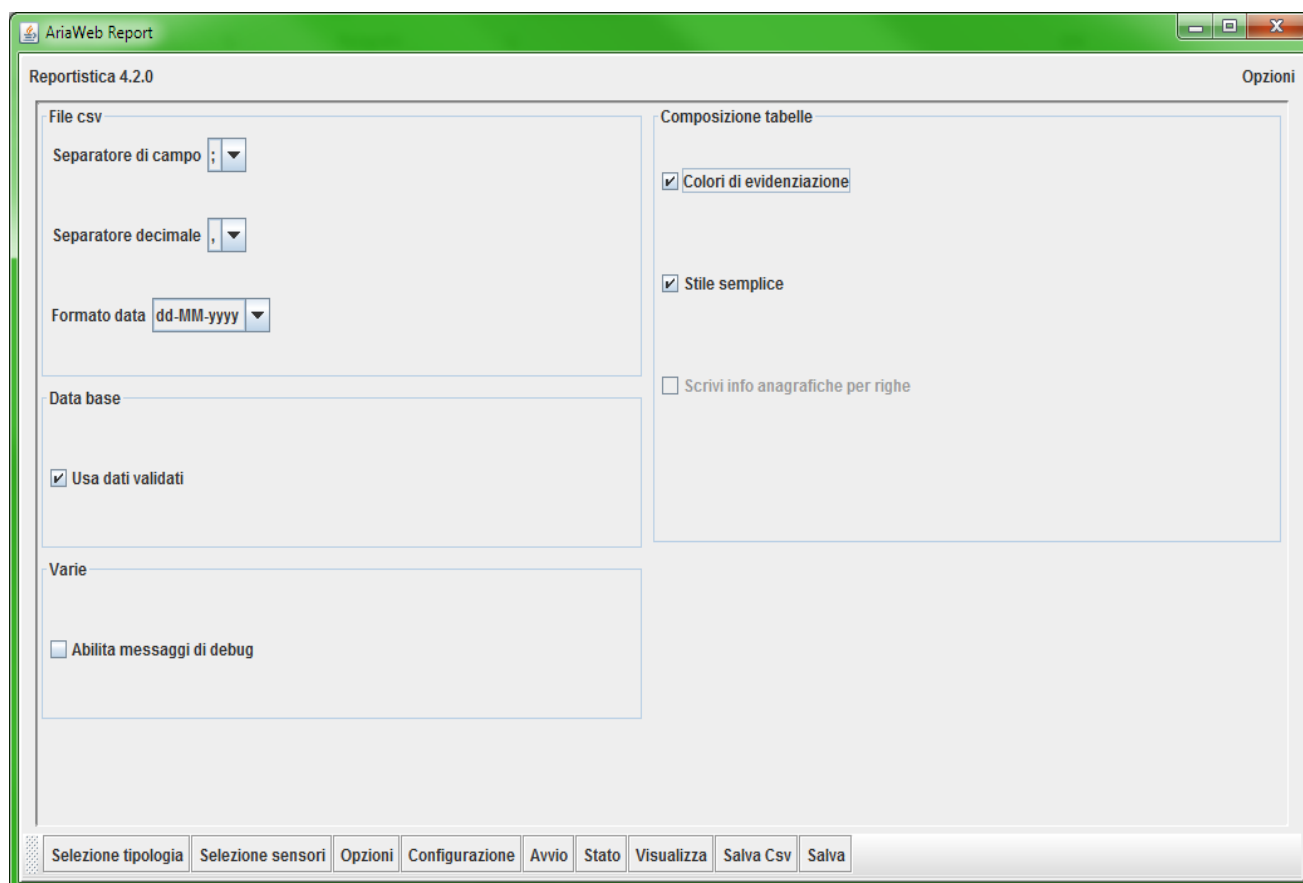 AriaWeb Report
Reportistica 4.2.0 Opzioni
File csv
Separatore di campo ;
Separatore decimale ,
Formato data dd-MM-yyyy
Data base
Usa dati validati
Varie
Abilita messaggi di debug
Composizione tabelle
Colori di evidenziazione
Stile semplice
Scrivi info anagrafiche per righe
Selezione tipologia Selezione sensori Opzioni Configurazione Avvio Stato Visualizza Salva Csv Salva